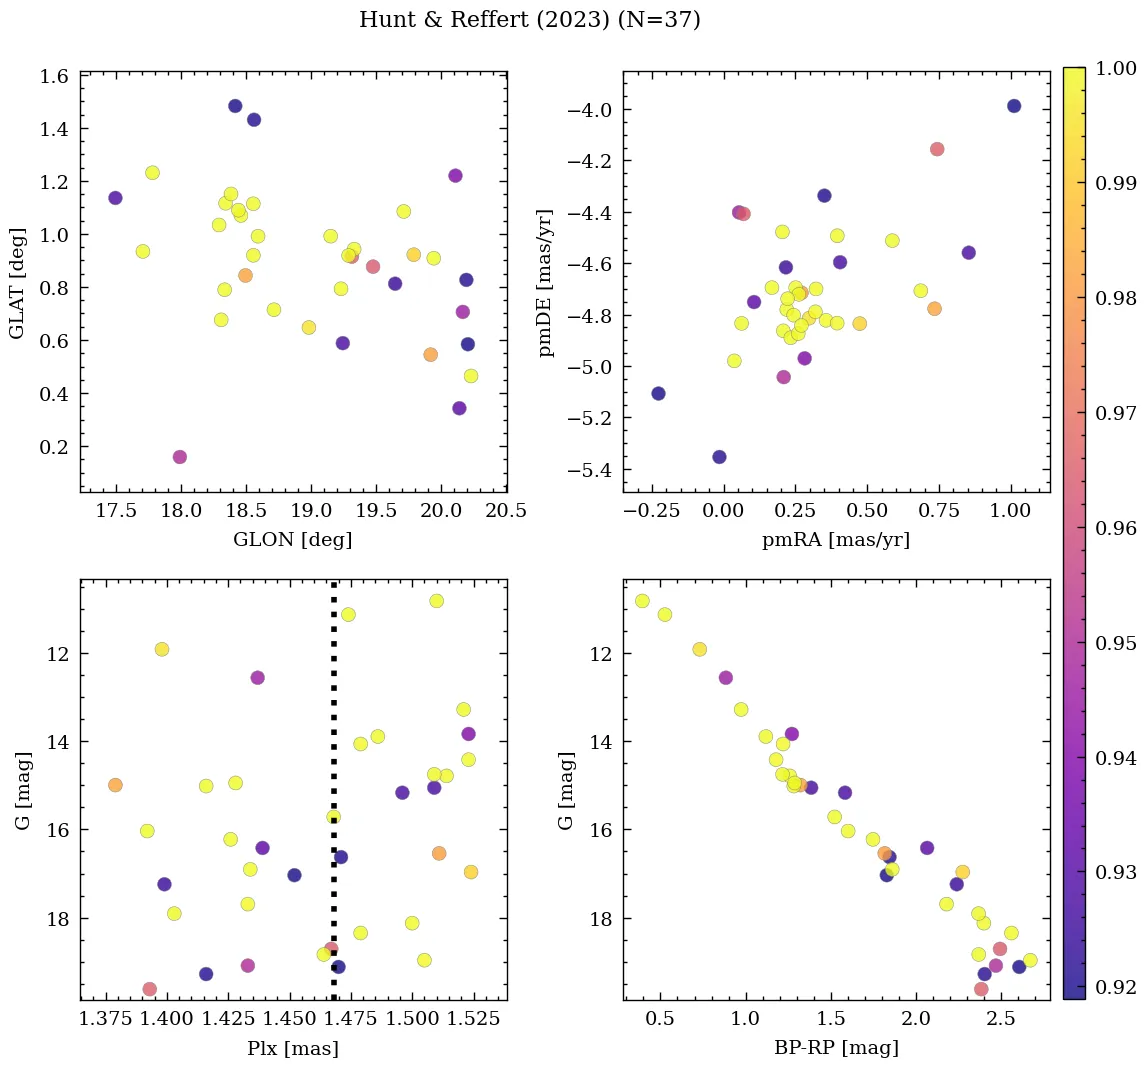 Hunt & Reffert (2023) (N=37)
1.6
1.4
1.2
1.0
0.8
0.6
0.4
0.2
GLAT [deg]
17.5 18.0 18.5 19.0 19.5 20.0 20.5
GLON [deg]
−4.0
−4.2
−4.4
−4.6
−4.8
−5.0
−5.2
−5.4
pmDE [mas/yr]
−0.25 0.00 0.25 0.50 0.75 1.00
pmRA [mas/yr]
12
14
16
18
G [mag]
1.375 1.400 1.425 1.450 1.475 1.500 1.525
Plx [mas]
12
14
16
18
G [mag]
0.5 1.0 1.5 2.0 2.5
BP-RP [mag]
1.00
0.99
0.98
0.97
0.96
0.95
0.94
0.93
0.92